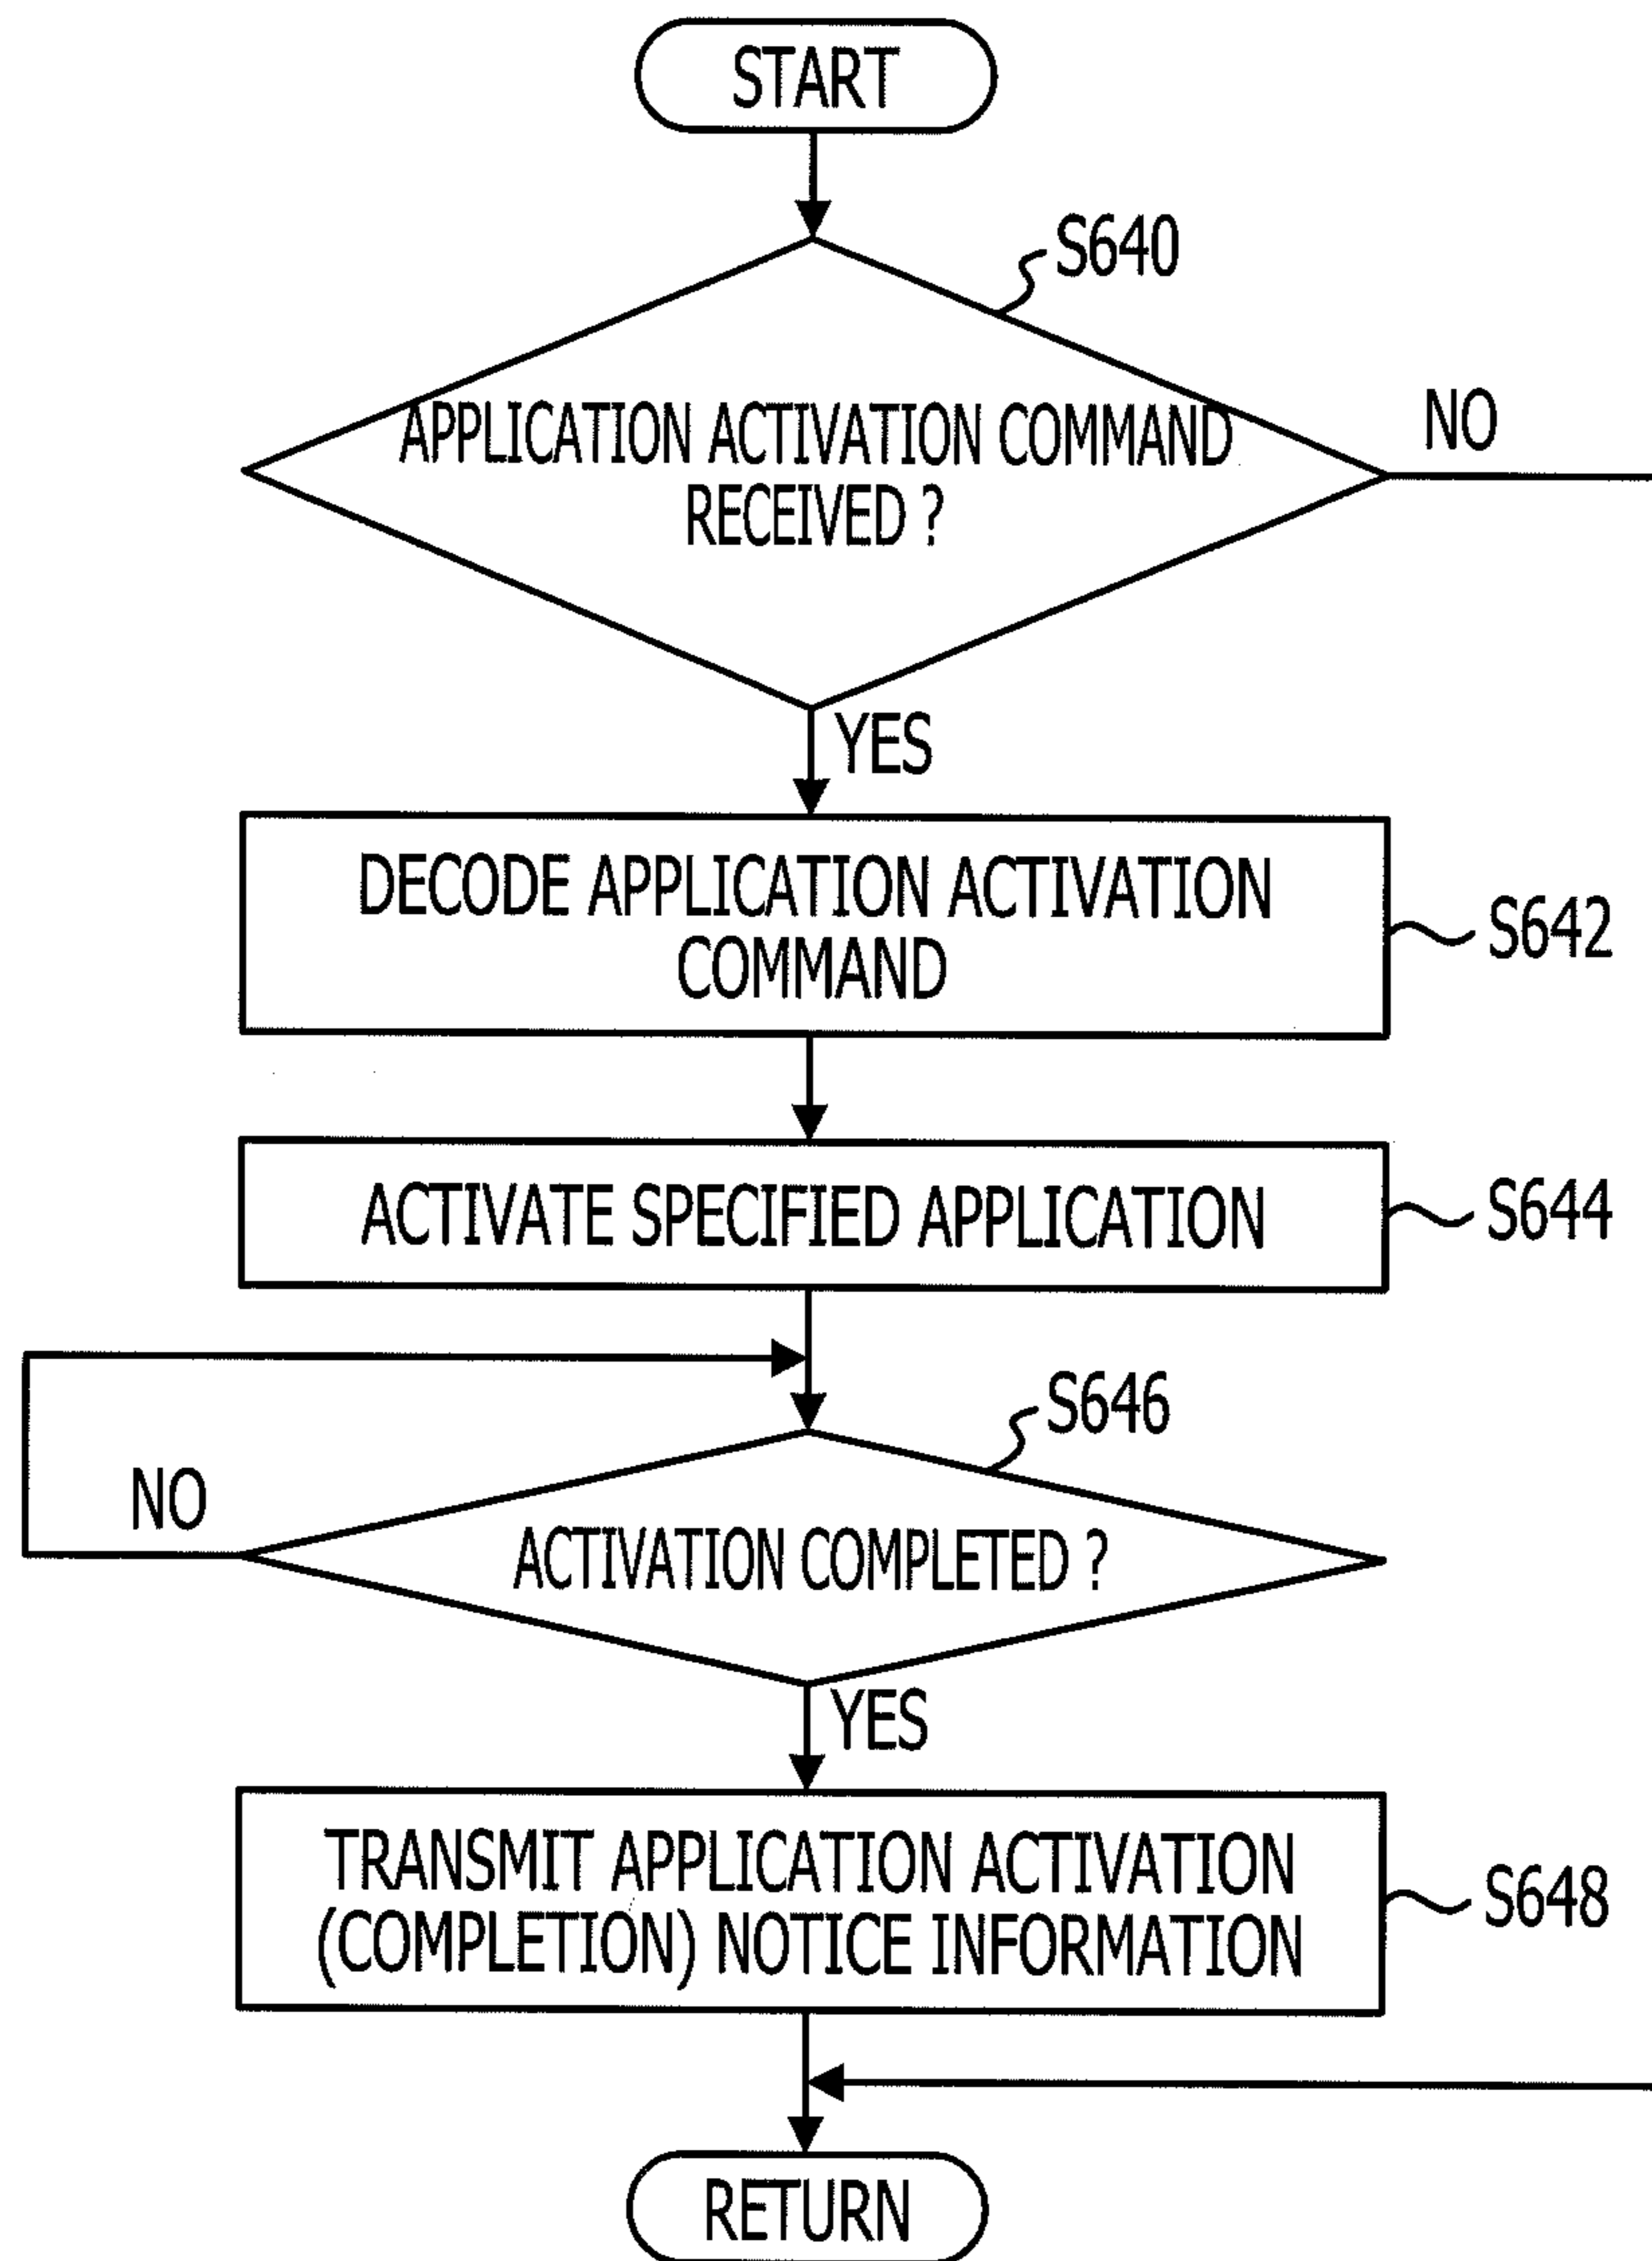 START
S640
APPLICATION ACTIVATION COMMAND
RECEIVED ?
NO
YES
DECODE APPLICATION ACTIVATION
COMMAND
S642
ACTIVATE SPECIFIED APPLICATION
S644
S646
NO
ACTIVATION COMPLETED ?
YES
TRANSMIT APPLICATION ACTIVATION
(COMPLETION) NOTICE INFORMATION
S648
RETURN